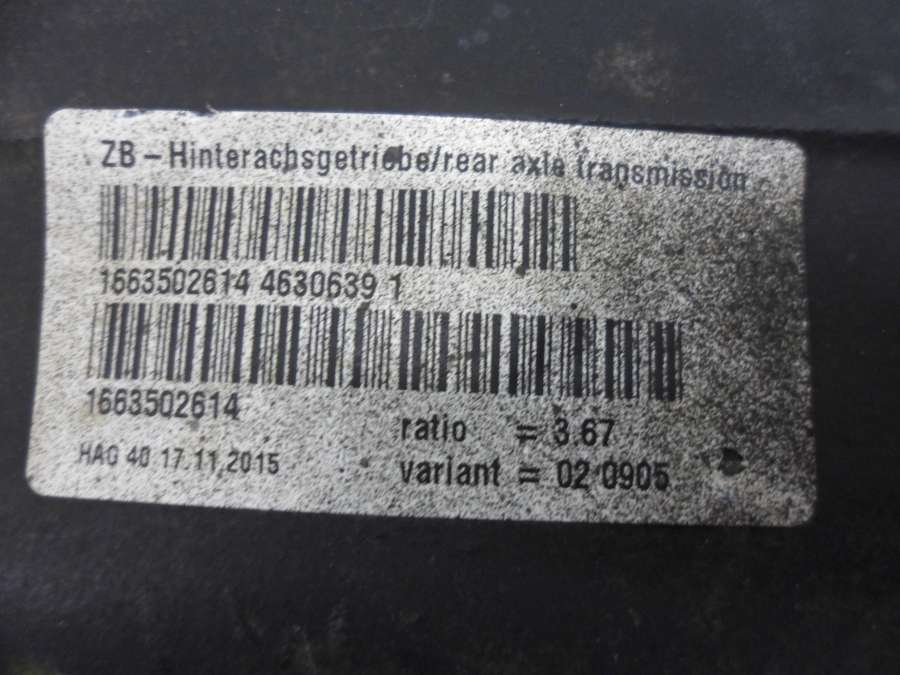 ZB - Hinterachsgetriebe/rear axle transmission
1663502614 4630639 1
1663502614
ratio = 3.67
HAG 40 17.11.2015
variant = 02 0905